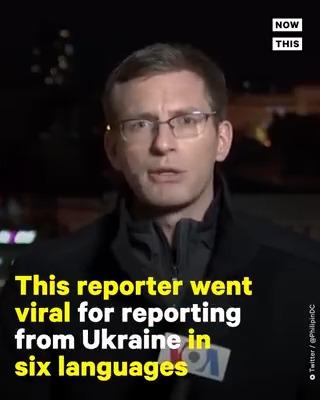 NOW
THIS
This reporter went
viral for reporting
from Ukraine in
six languages
Twitter / @PhilipinDC